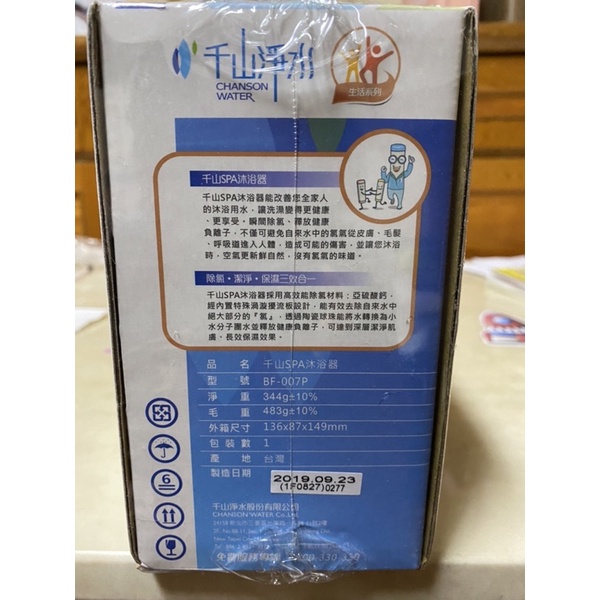 千山淨水
CHANSON
WATER
生活系列
千山SPA沐浴器
千山SPA沐浴器能改善您全家人
的沐浴用水，讓洗濕變得更健康
、更享受。瞬間除氯、釋放健康
負離子，不僅可避免自來水中的氯氣從皮膚、毛髮
、呼吸道進入人體，造成可能的傷害，並讓您沐浴
時，空氣更新鮮自然，沒有氯氣的味道。
除氯·潔淨·保濕三效合一
千山SPA沐浴器採用高效能除氯材料：亞硫酸鈣，
經內置特殊渦漩擾流板設計，能有效去除自來水中
絕大部分的『氯』，透過陶瓷球珠能將水轉換為小
水分子團水並釋放健康負離子，可達到深層潔淨肌
膚、長效保濕效果。
品名 千山SPA沐浴器
型號 BF-007P
淨重 344g±10%
毛重 483g±10%
外箱尺寸 136x87x149mm
包裝數 1
產地 台灣
製造日期 2019.09.23
(1F0827)0277
6
千山淨水股份有限公司
CHANSON WATER Co.,Ltd.